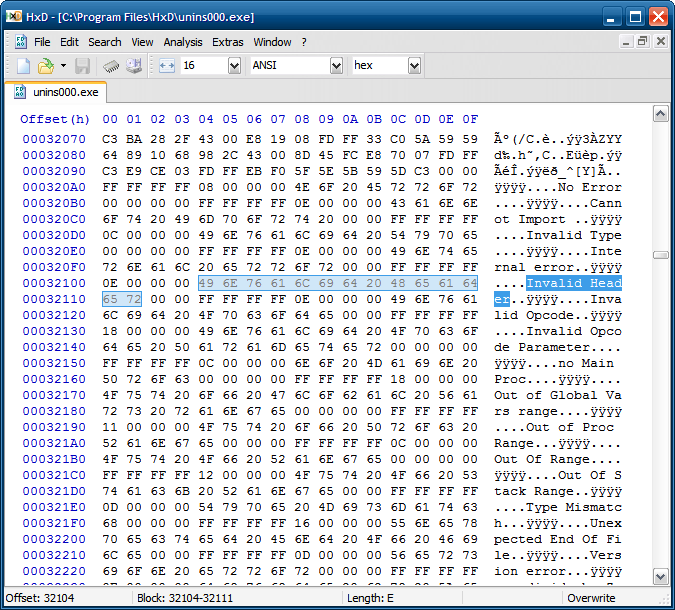 HxD - [C:\Program Files\HxD\unins000.exe]
File Edit Search View Analysis Extras Window ?
16 ANSI hex
unins000.exe
Offset(h) 00 01 02 03 04 05 06 07 08 09 0A 0B 0C 0D 0E 0F
00032070 C3 BA 28 2F 43 00 E8 19 08 FD FF 33 C0 5A 59 59 Ãº(/C.è..ýÿ3ÀZYY
00032080 64 89 10 68 98 2C 43 00 8D 45 FC E8 70 07 FD FF d‰.h˜,C..Eüèp.ýÿ
00032090 C3 E9 CE 03 FD FF EB F0 5F 5E 5B 59 5D C3 00 00 ÃéÎ.ýÿëð_^[Y]Ã..
000320A0 FF FF FF FF 08 00 00 00 4E 6F 20 45 72 72 6F 72 ÿÿÿÿ....No Error
000320B0 00 00 00 00 FF FF FF FF 0E 00 00 00 43 61 6E 6E ....ÿÿÿÿ....Cann
000320C0 6F 74 20 49 6D 70 6F 72 74 20 00 00 FF FF FF FF ot Import ..ÿÿÿÿ
000320D0 0C 00 00 00 49 6E 76 61 6C 69 64 20 54 79 70 65 ....Invalid Type
000320E0 00 00 00 00 FF FF FF FF 0E 00 00 00 49 6E 74 65 ....ÿÿÿÿ....Inte
000320F0 72 6E 61 6C 20 65 72 72 6F 72 00 00 FF FF FF FF rnal error..ÿÿÿÿ
00032100 0E 00 00 00 49 6E 76 61 6C 69 64 20 48 65 61 64 ....Invalid Head
00032110 65 72 00 00 FF FF FF FF 0E 00 00 00 49 6E 76 61 er..ÿÿÿÿ....Inva
00032120 6C 69 64 20 4F 70 63 6F 64 65 00 00 FF FF FF FF lid Opcode..ÿÿÿÿ
00032130 18 00 00 00 49 6E 76 61 6C 69 64 20 4F 70 63 6F ....Invalid Opco
00032140 64 65 20 50 61 72 61 6D 65 74 65 72 00 00 00 00 de Parameter....
00032150 FF FF FF FF 0C 00 00 00 6E 6F 20 4D 61 69 6E 20 ÿÿÿÿ....no Main
00032160 50 72 6F 63 00 00 00 00 FF FF FF FF 18 00 00 00 Proc....ÿÿÿÿ....
00032170 4F 75 74 20 6F 66 20 47 6C 6F 62 61 6C 20 56 61 Out of Global Va
00032180 72 73 20 72 61 6E 67 65 00 00 00 00 FF FF FF FF rs range....ÿÿÿÿ
00032190 11 00 00 00 4F 75 74 20 6F 66 20 50 72 6F 63 20 ....Out of Proc
000321A0 52 61 6E 67 65 00 00 00 FF FF FF FF 0C 00 00 00 Range...ÿÿÿÿ....
000321B0 4F 75 74 20 4F 66 20 52 61 6E 67 65 00 00 00 00 Out Of Range....
000321C0 FF FF FF FF 12 00 00 00 4F 75 74 20 4F 66 20 53 ÿÿÿÿ....Out Of S
000321D0 74 61 63 6B 20 52 61 6E 67 65 00 00 FF FF FF FF tack Range..ÿÿÿÿ
000321E0 0D 00 00 00 54 79 70 65 20 4D 69 73 6D 61 74 63 ....Type Mismatc
000321F0 68 00 00 00 FF FF FF FF 16 00 00 00 55 6E 65 78 h...ÿÿÿÿ....Unex
00032200 70 65 63 74 65 64 20 45 6E 64 20 4F 66 20 46 69 pected End Of Fi
00032210 6C 65 00 00 FF FF FF FF 0D 00 00 00 56 65 72 73 le..ÿÿÿÿ....Vers
00032220 69 6F 6E 20 65 72 72 6F 72 00 00 00 FF FF FF FF ion error...ÿÿÿÿ
Offset: 32104 Block: 32104-32111 Length: E Overwrite